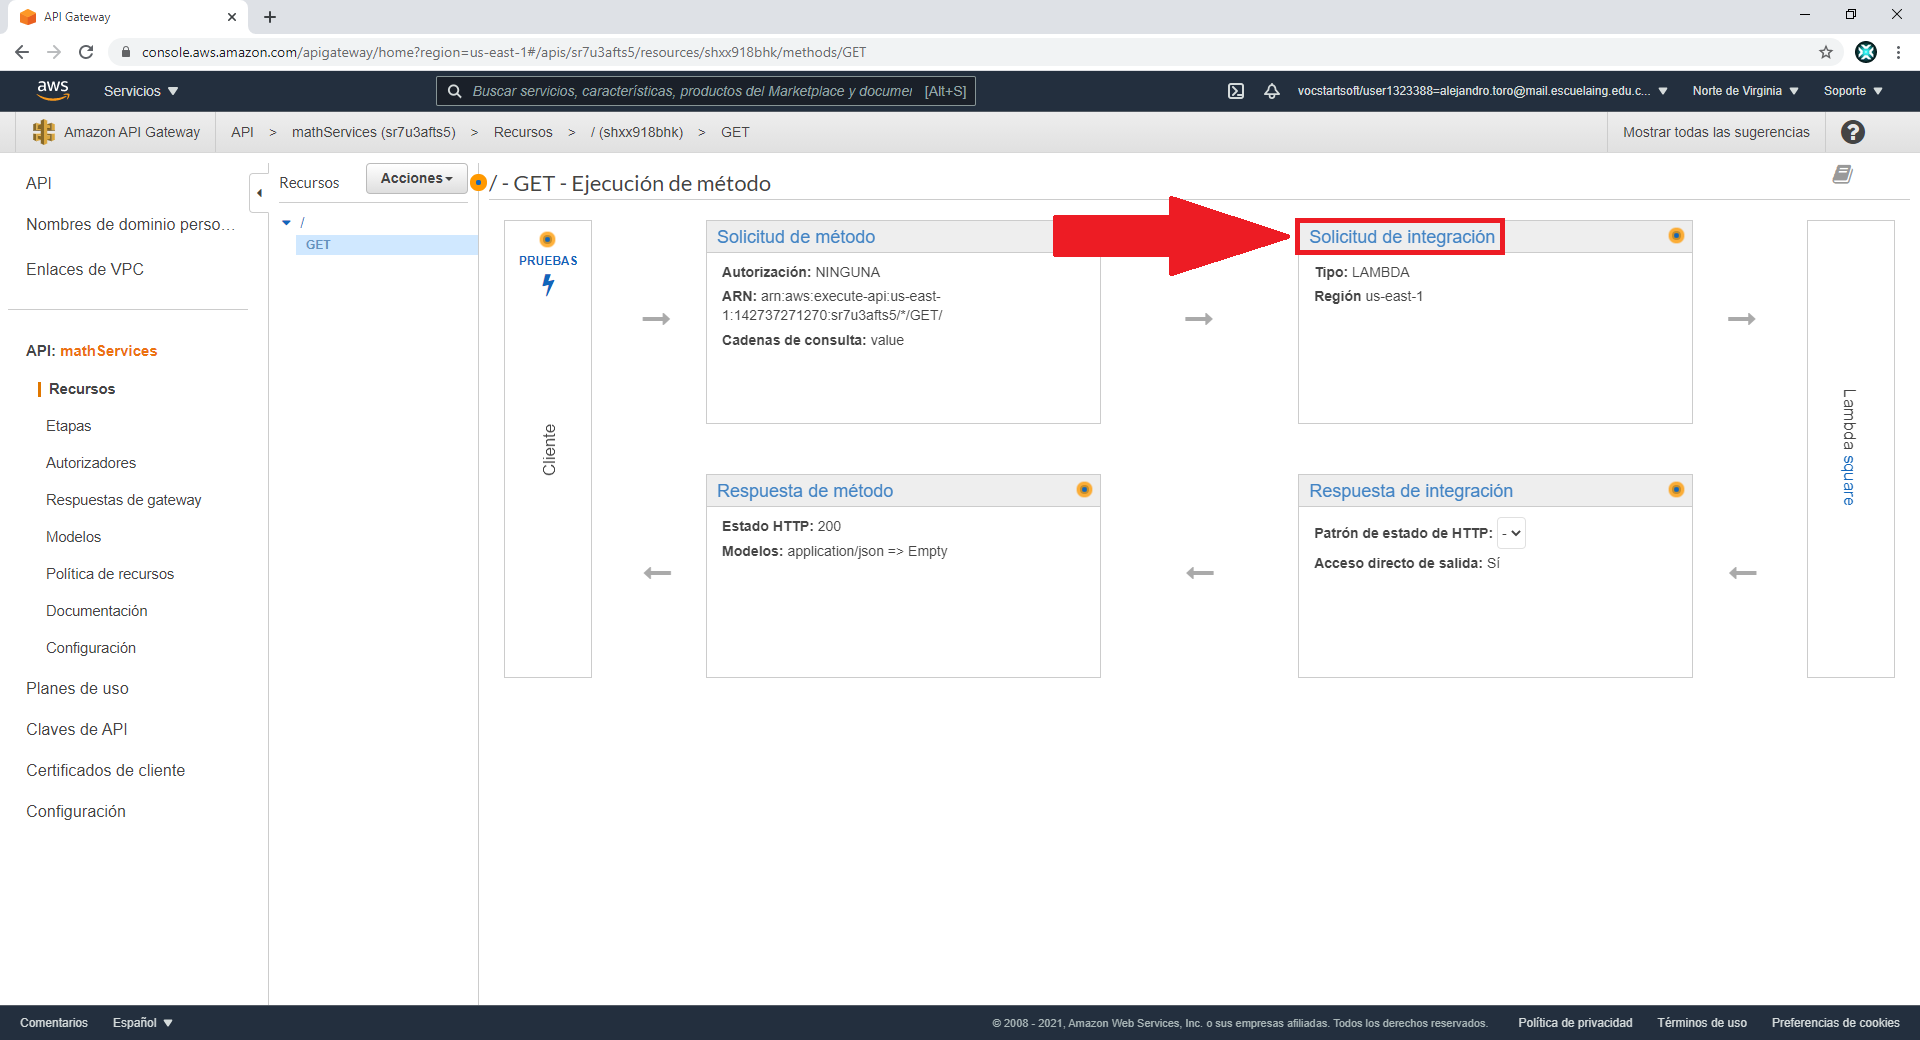 API Gateway
console.aws.amazon.com/apigateway/home?region=us-east-1#/apis/sr7u3afts5/resources/shxx918bhk/methods/GET
aws
Servicios
Buscar servicios, características, productos del Marketplace y documer [Alt+S]
vocstartsoft/user1323388=alejandro.toro@mail.escuelaing.edu.c...
Norte de Virginia
Soporte
Amazon API Gateway
API > mathServices (sr7u3afts5) > Recursos > / (shxx918bhk) > GET
Mostrar todas las sugerencias
?
API
Nombres de dominio perso...
Enlaces de VPC
API: mathServices
Recursos
Etapas
Autorizadores
Respuestas de gateway
Modelos
Política de recursos
Documentación
Configuración
Planes de uso
Claves de API
Certificados de cliente
Configuración
Recursos
Acciones
/
GET
/ - GET - Ejecución de método
PRUEBAS
Cliente
Solicitud de método
Autorización: NINGUNA
ARN: arn:aws:execute-api:us-east-
1:142737271270:sr7u3afts5/*/GET/
Cadenas de consulta: value
Solicitud de integración
Tipo: LAMBDA
Región us-east-1
Respuesta de método
Estado HTTP: 200
Modelos: application/json => Empty
Respuesta de integración
Patrón de estado de HTTP: -
Acceso directo de salida: Sí
Lambda square
Comentarios
Español
© 2008 - 2021, Amazon Web Services, Inc. o sus empresas afiliadas. Todos los derechos reservados.
Política de privacidad
Términos de uso
Preferencias de cookies